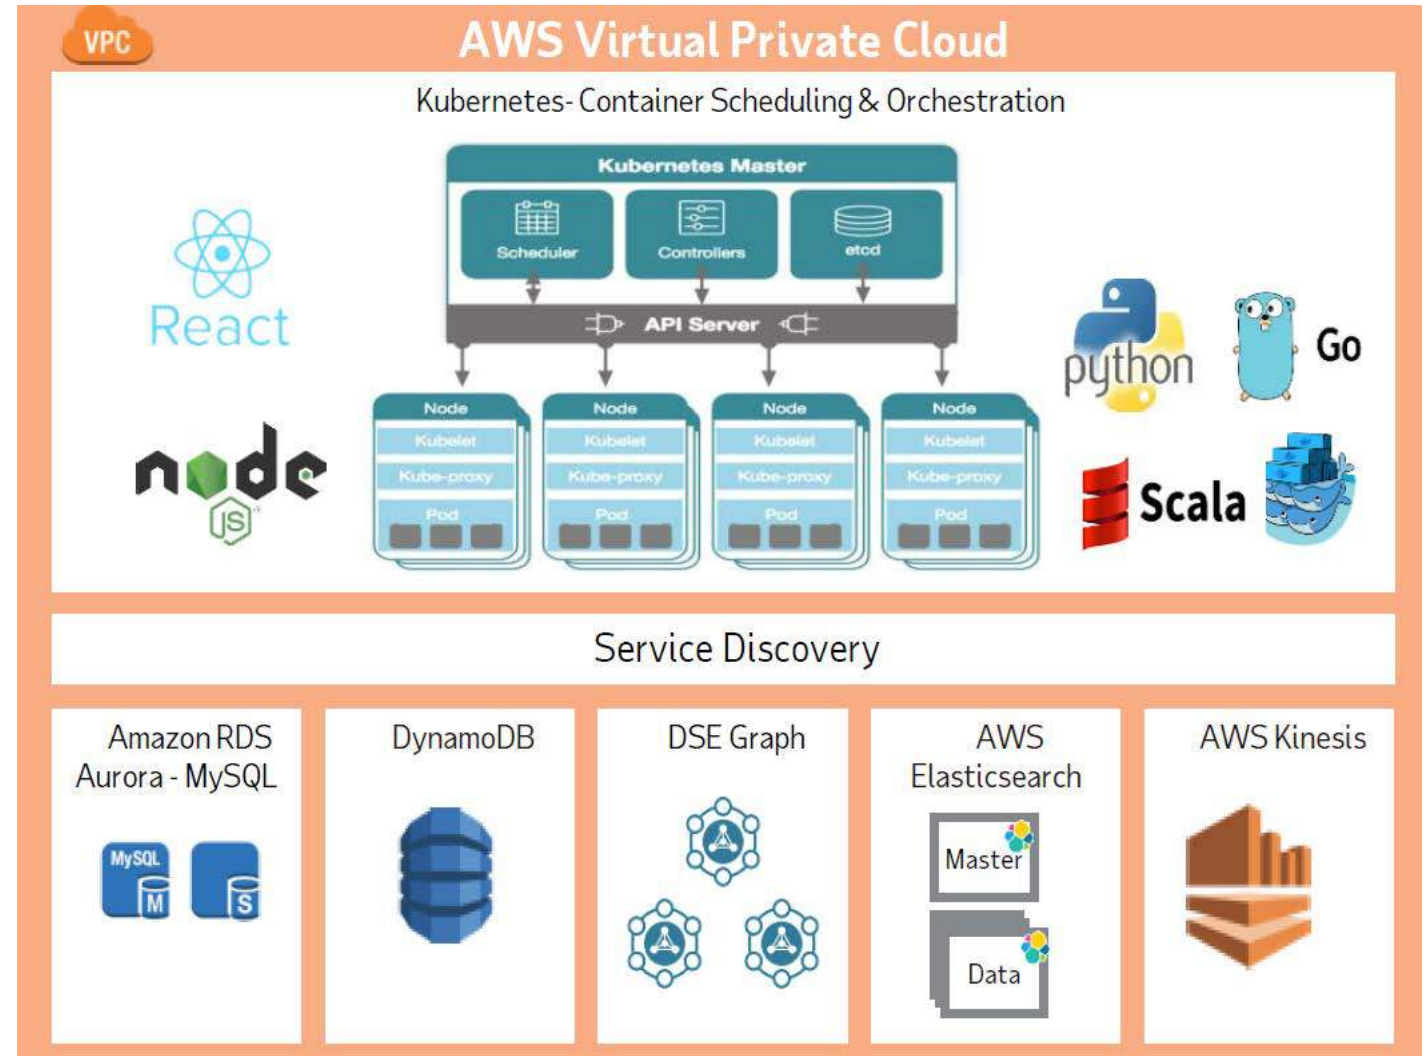 VPC
AWS Virtual Private Cloud
Kubernetes- Container Scheduling & Orchestration
Kubernetes Master
Scheduler
Controllers
etcd
API Server
React
node
JS
python
Go
Scala
Node
Kubelet
Kube-proxy
Pod
Node
Kubelet
Kube-proxy
Pod
Node
Kubelet
Kube-proxy
Pod
Node
Kubelet
Kube-proxy
Pod
Service Discovery
Amazon RDS
Aurora - MySQL
MySQL
M
S
DynamoDB
DSE Graph
AWS
Elasticsearch
Master
Data
AWS Kinesis